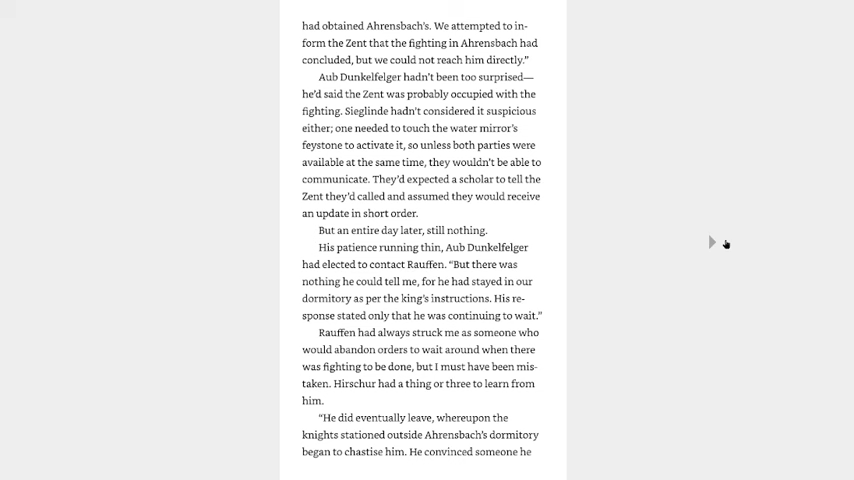 had obtained Ahrensbach's. We attempted to in-
form the Zent that the fighting in Ahrensbach had
concluded, but we could not reach him directly."
Aub Dunkelfelger hadn't been too surprised—
he'd said the Zent was probably occupied with the
fighting. Sieglinde hadn't considered it suspicious
either; one needed to touch the water mirror's
feystone to activate it, so unless both parties were
available at the same time, they wouldn't be able to
communicate. They'd expected a scholar to tell the
Zent they'd called and assumed they would receive
an update in short order.
But an entire day later, still nothing.
His patience running thin, Aub Dunkelfelger
had elected to contact Rauffen. "But there was
nothing he could tell me, for he had stayed in our
dormitory as per the king's instructions. His re-
sponse stated only that he was continuing to wait."
Rauffen had always struck me as someone who
would abandon orders to wait around when there
was fighting to be done, but I must have been mis-
taken. Hirschur had a thing or three to learn from
him.
"He did eventually leave, whereupon the
knights stationed outside Ahrensbach's dormitory
began to chastise him. He convinced someone he